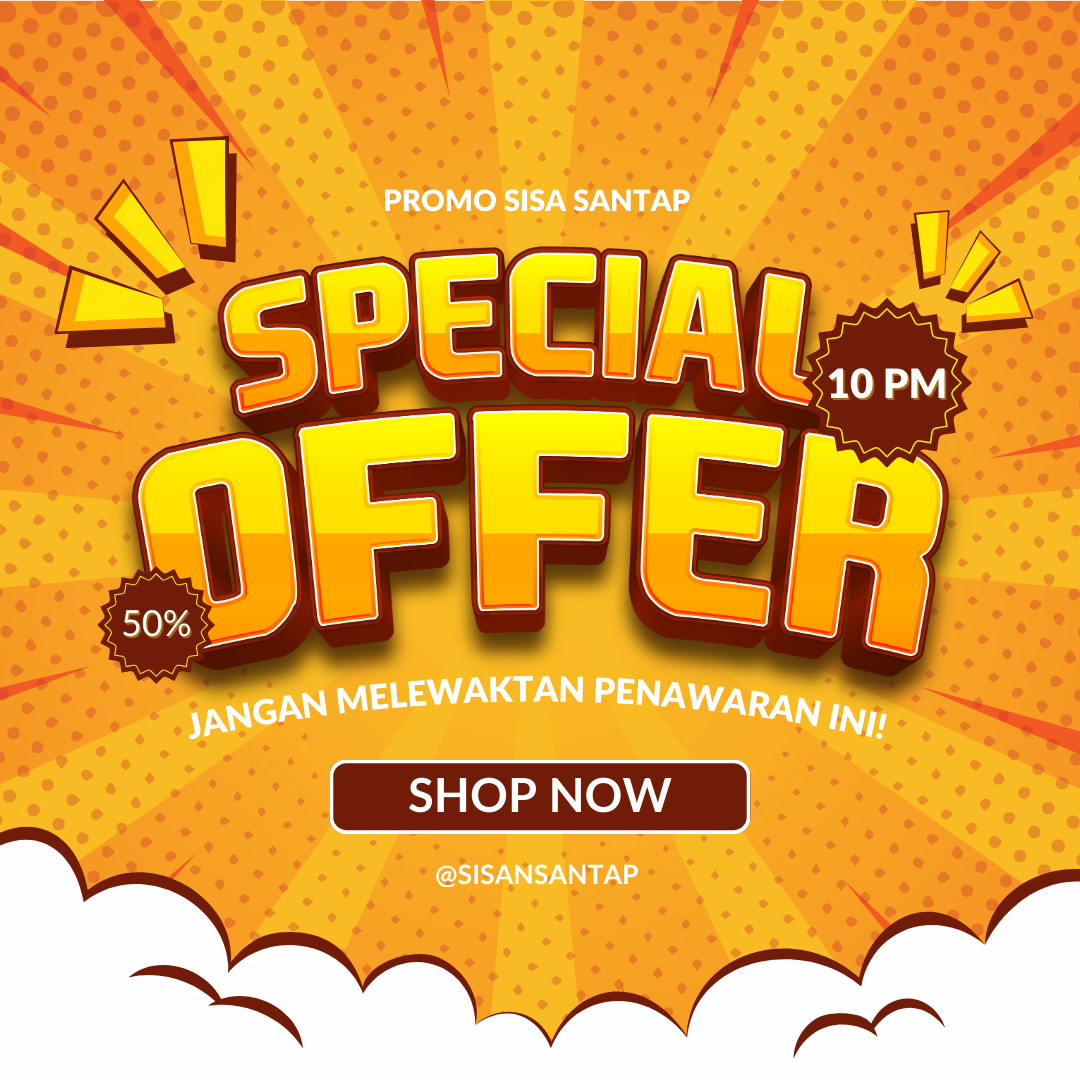 PROMO SISA SANTAP
SPECIAL
10 PM
OFFER
50%
JANGAN MELEWAKTAN PENAWARAN INI!
SHOP NOW
@SISANSANTAP